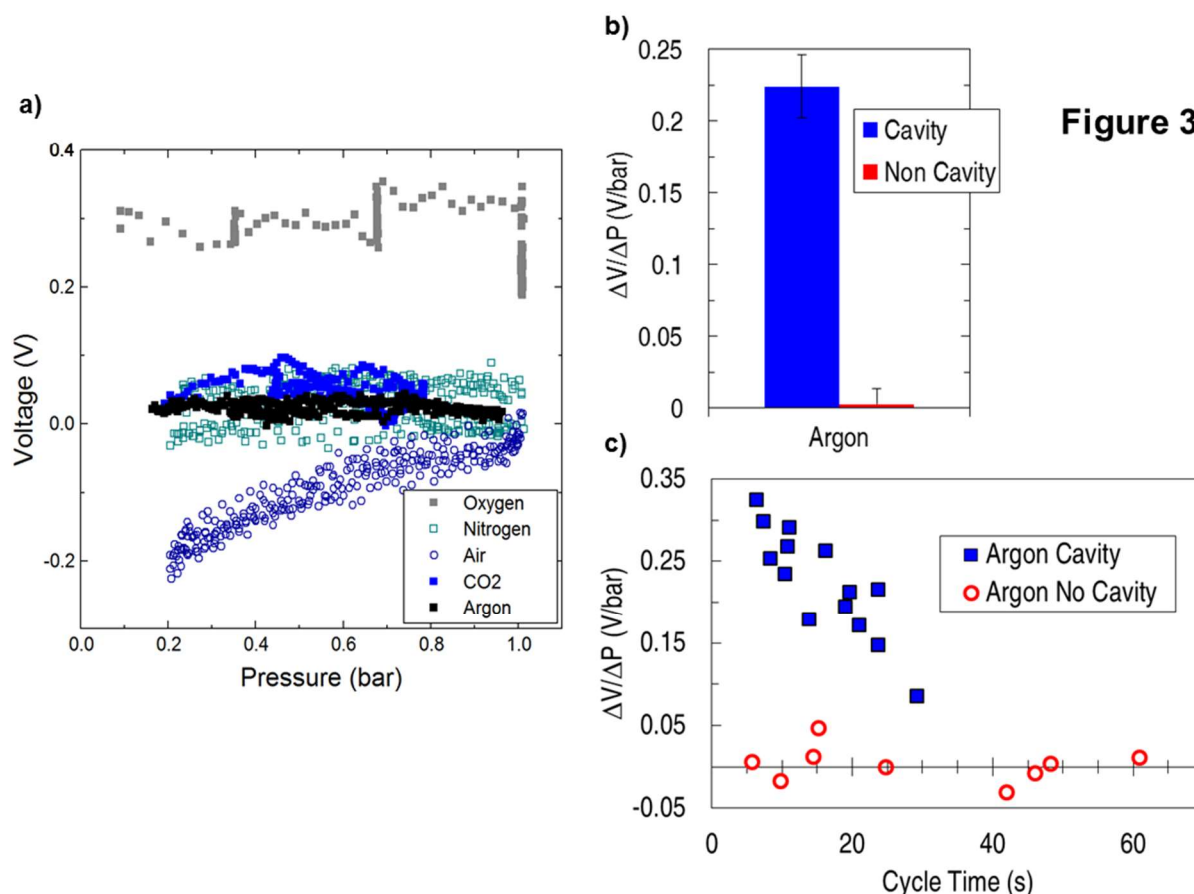 a)
0.4
0.2
0.0
-0.2
Voltage (V)
0.0
0.2
0.4
0.6
0.8
1.0
Pressure (bar)
Oxygen
Nitrogen
Air
CO2
Argon
b)
0.25
0.2
0.15
0.1
0.05
0
ΔV/ΔP (V/bar)
Cavity
Non Cavity
Argon
Figure 3
c)
0.35
0.25
0.15
0.05
-0.05
ΔV/ΔP (V/bar)
Argon Cavity
Argon No Cavity
0
20
40
60
Cycle Time (s)